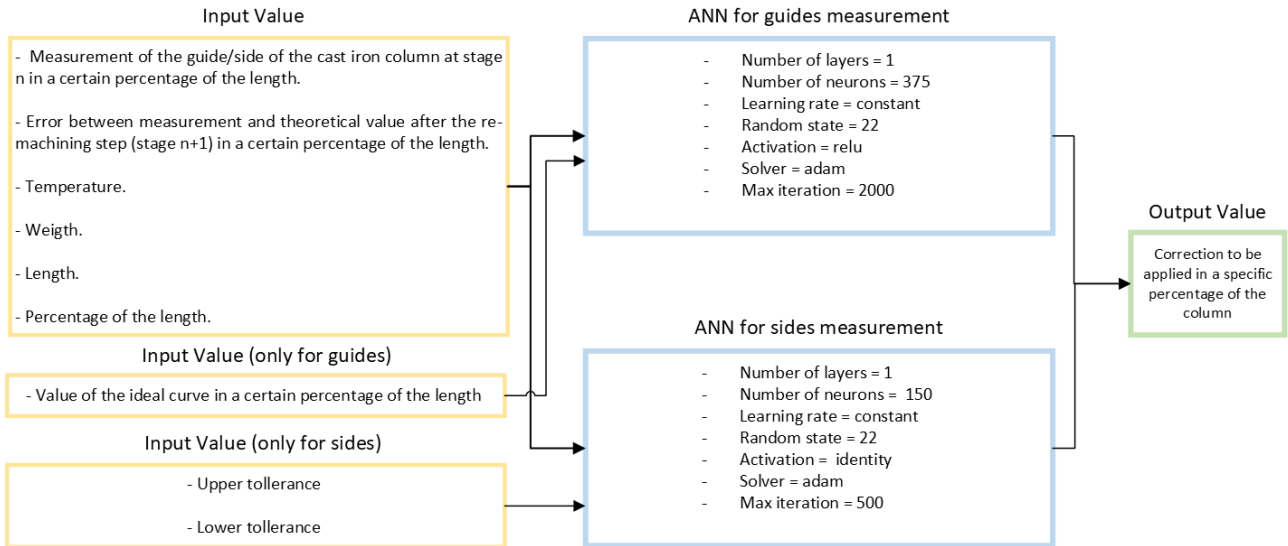 Input Value
- Measurement of the guide/side of the cast iron column at stage
n in a certain percentage of the length.
- Error between measurement and theoretical value after the re-
machining step (stage n+1) in a certain percentage of the length.
- Temperature.
- Weigth.
- Length.
- Percentage of the length.
Input Value (only for guides)
- Value of the ideal curve in a certain percentage of the length
Input Value (only for sides)
- Upper tollerance
- Lower tollerance
ANN for guides measurement
- Number of layers = 1
- Number of neurons = 375
- Learning rate = constant
- Random state = 22
- Activation = relu
- Solver = adam
- Max iteration = 2000
ANN for sides measurement
- Number of layers = 1
- Number of neurons = 150
- Learning rate = constant
- Random state = 22
- Activation = identity
- Solver = adam
- Max iteration = 500
Output Value
Correction to be
applied in a specific
percentage of the
column